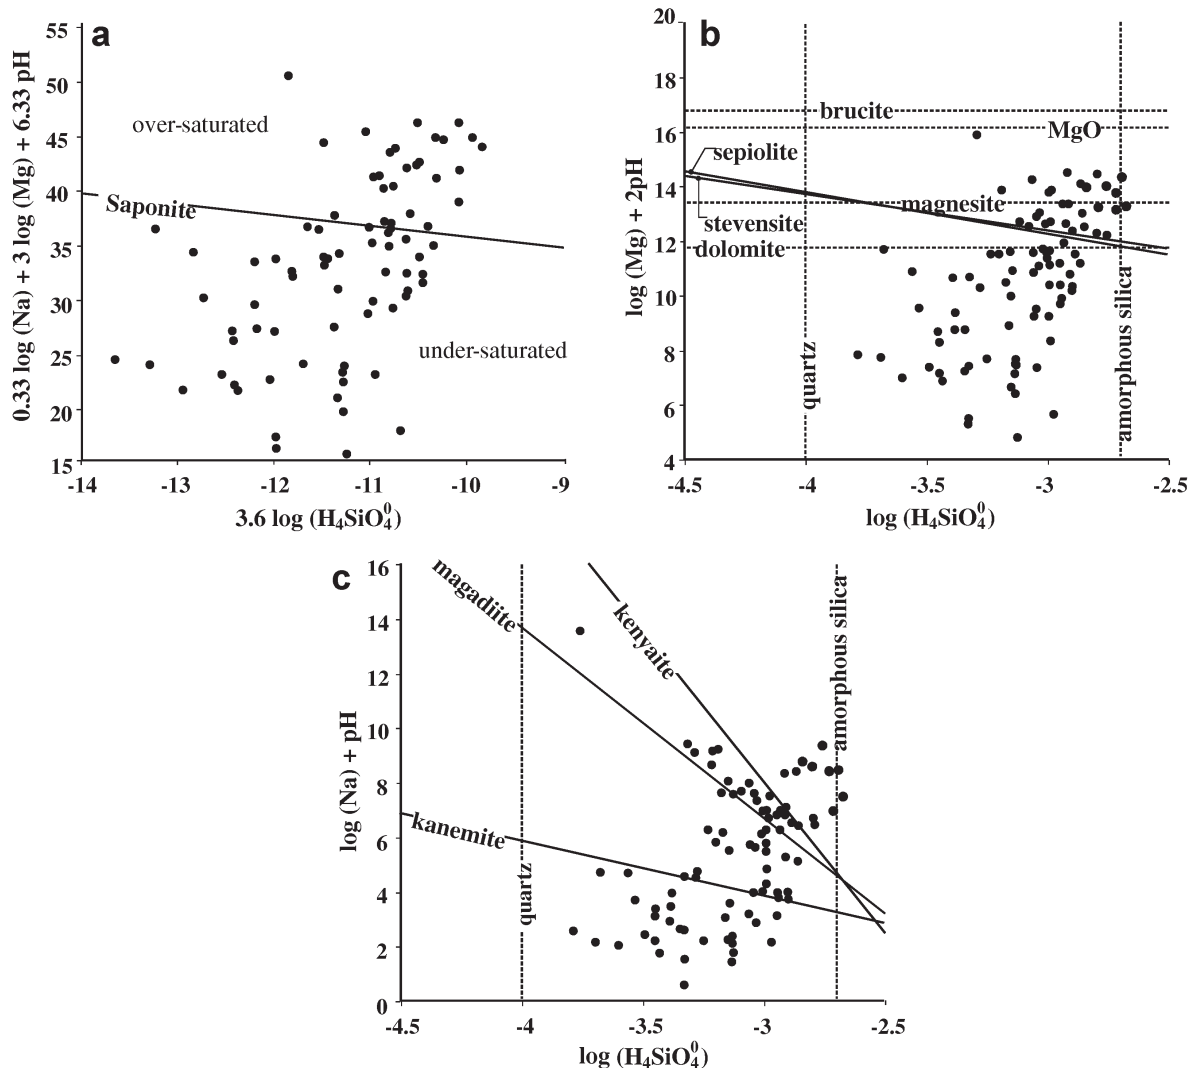 a
0.33 log (Na) + 3 log (Mg) + 6.33 pH
55
50
45
40
35
30
25
20
15
over-saturated
Saponite
under-saturated
-14
-13
-12
-11
-10
-9
3.6 log (H₄SiO₄⁰)
b
log (Mg) + 2pH
20
18
16
14
12
10
8
6
4
brucite
MgO
sepiolite
magnesite
stevensite
dolomite
quartz
amorphous silica
-4.5
-4
-3.5
-3
-2.5
log (H₄SiO₄⁰)
c
log (Na) + pH
16
14
12
10
8
6
4
2
0
magadiite
kenyaite
kanemite
quartz
amorphous silica
-4.5
-4
-3.5
-3
-2.5
log (H₄SiO₄⁰)